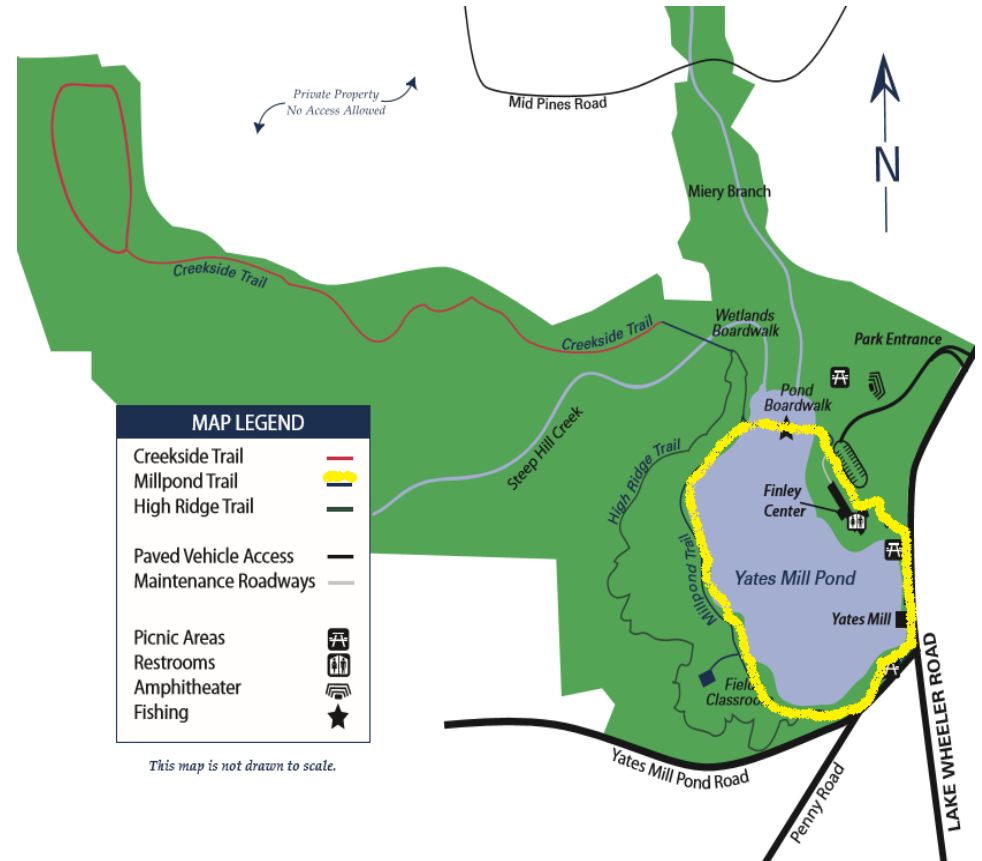 Private Property
No Access Allowed
Mid Pines Road
N
Miery Branch
Creekside Trail
Wetlands
Boardwalk
Creekside Trail
Park Entrance
Pond
Boardwalk
MAP LEGEND
Creekside Trail
Millpond Trail
High Ridge Trail
Paved Vehicle Access
Maintenance Roadways
Picnic Areas
Restrooms
Amphitheater
Fishing
This map is not drawn to scale.
Steep Hill Creek
High Ridge Trail
Finley
Center
Millpond Trail
Yates Mill Pond
Yates Mill
Field
Classroom
LAKE WHEELER ROAD
Yates Mill Pond Road
Penny Road